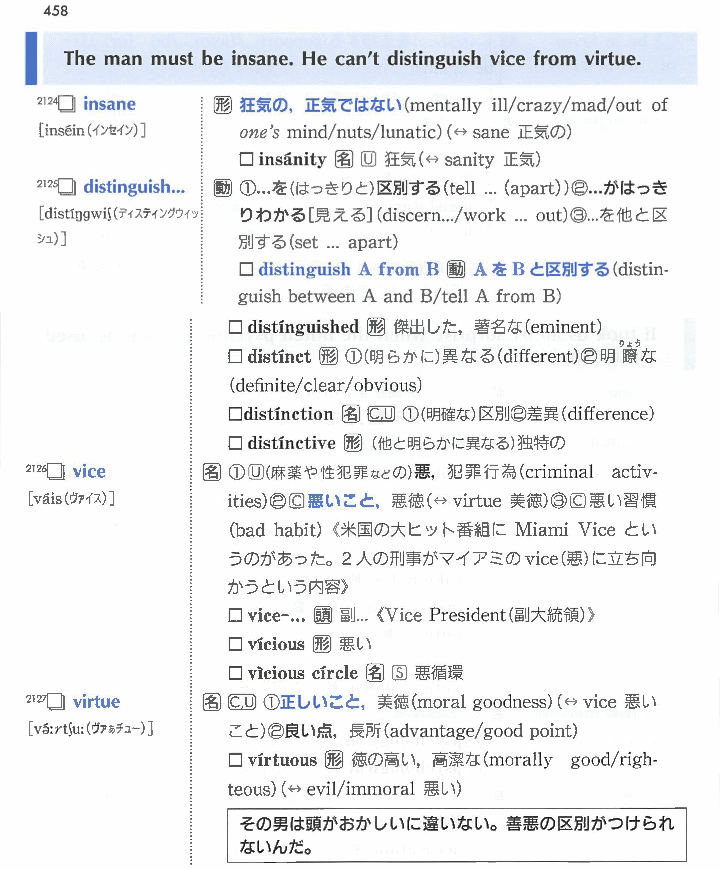 458
The man must be insane. He can't distinguish vice from virtue.
2124□ insane
[inséin(インセイン)]
形 狂気の，正気ではない(mentally ill/crazy/mad/out of
one's mind/nuts/lunatic)(↔ sane 正気の)
□ insánity 名 U 狂気(↔ sanity 正気)
2125□ distinguish...
[distíŋgwiʃ(ディスティングウィッ
シュ)]
動 ①...を(はっきりと)区別する(tell ... (apart))②...がはっき
りわかる[見える](discern.../work ... out)③...を他と区
別する(set ... apart)
□ distinguish A from B 動 A を B と区別する(distin-
guish between A and B/tell A from B)
□ distínguished 形 傑出した，著名な(eminent)
□ distínct 形 ①(明らかに)異なる(different)②明瞭(りょう)な
(definite/clear/obvious)
□distínction 名 C,U ①(明確な)区別②差異(difference)
□ distínctive 形 (他と明らかに異なる)独特の
2126□ vice
[váis(ヴァイス)]
名 ①U(麻薬や性犯罪などの)悪，犯罪行為(criminal activ-
ities)②C悪いこと，悪徳(↔ virtue 美徳)③C悪い習慣
(bad habit)《米国の大ヒット番組に Miami Vice とい
うのがあった。2 人の刑事がマイアミの vice(悪)に立ち向
かうという内容》
□ vice-... 頭 副...《Vice President(副大統領)》
□ vícious 形 悪い
□ vìcious círcle 名 S 悪循環
2127□ virtue
[və́ːrtʃuː(ヴァぁチュー)]
名 C,U ①正しいこと，美徳(moral goodness)(↔ vice 悪い
こと)②良い点，長所(advantage/good point)
□ vírtuous 形 徳の高い，高潔な(morally good/righ-
teous)(↔ evil/immoral 悪い)
その男は頭がおかしいに違いない。善悪の区別がつけられ
ないんだ。